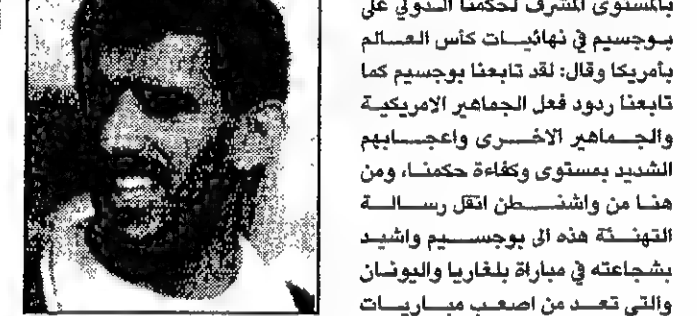 بالمستوى المشرف لحكمنا الدولي على
بوجسيم في نهائيات كأس العالم
بأمريكا وقال: لقد تابعنا بوجسيم كما
تابعنا ردود فعل الجماهير الامريكية
والجماهير الاخرى واعجابهم
الشديد بمستوى وكفاءة حكمنا، ومن
هنا من واشنطن انقل رسالة
التهنئة هذه الى بوجسيم واشيد
بشجاعته في مباراة بلغاريا واليونان
والتي تعد من اصعب مباريات